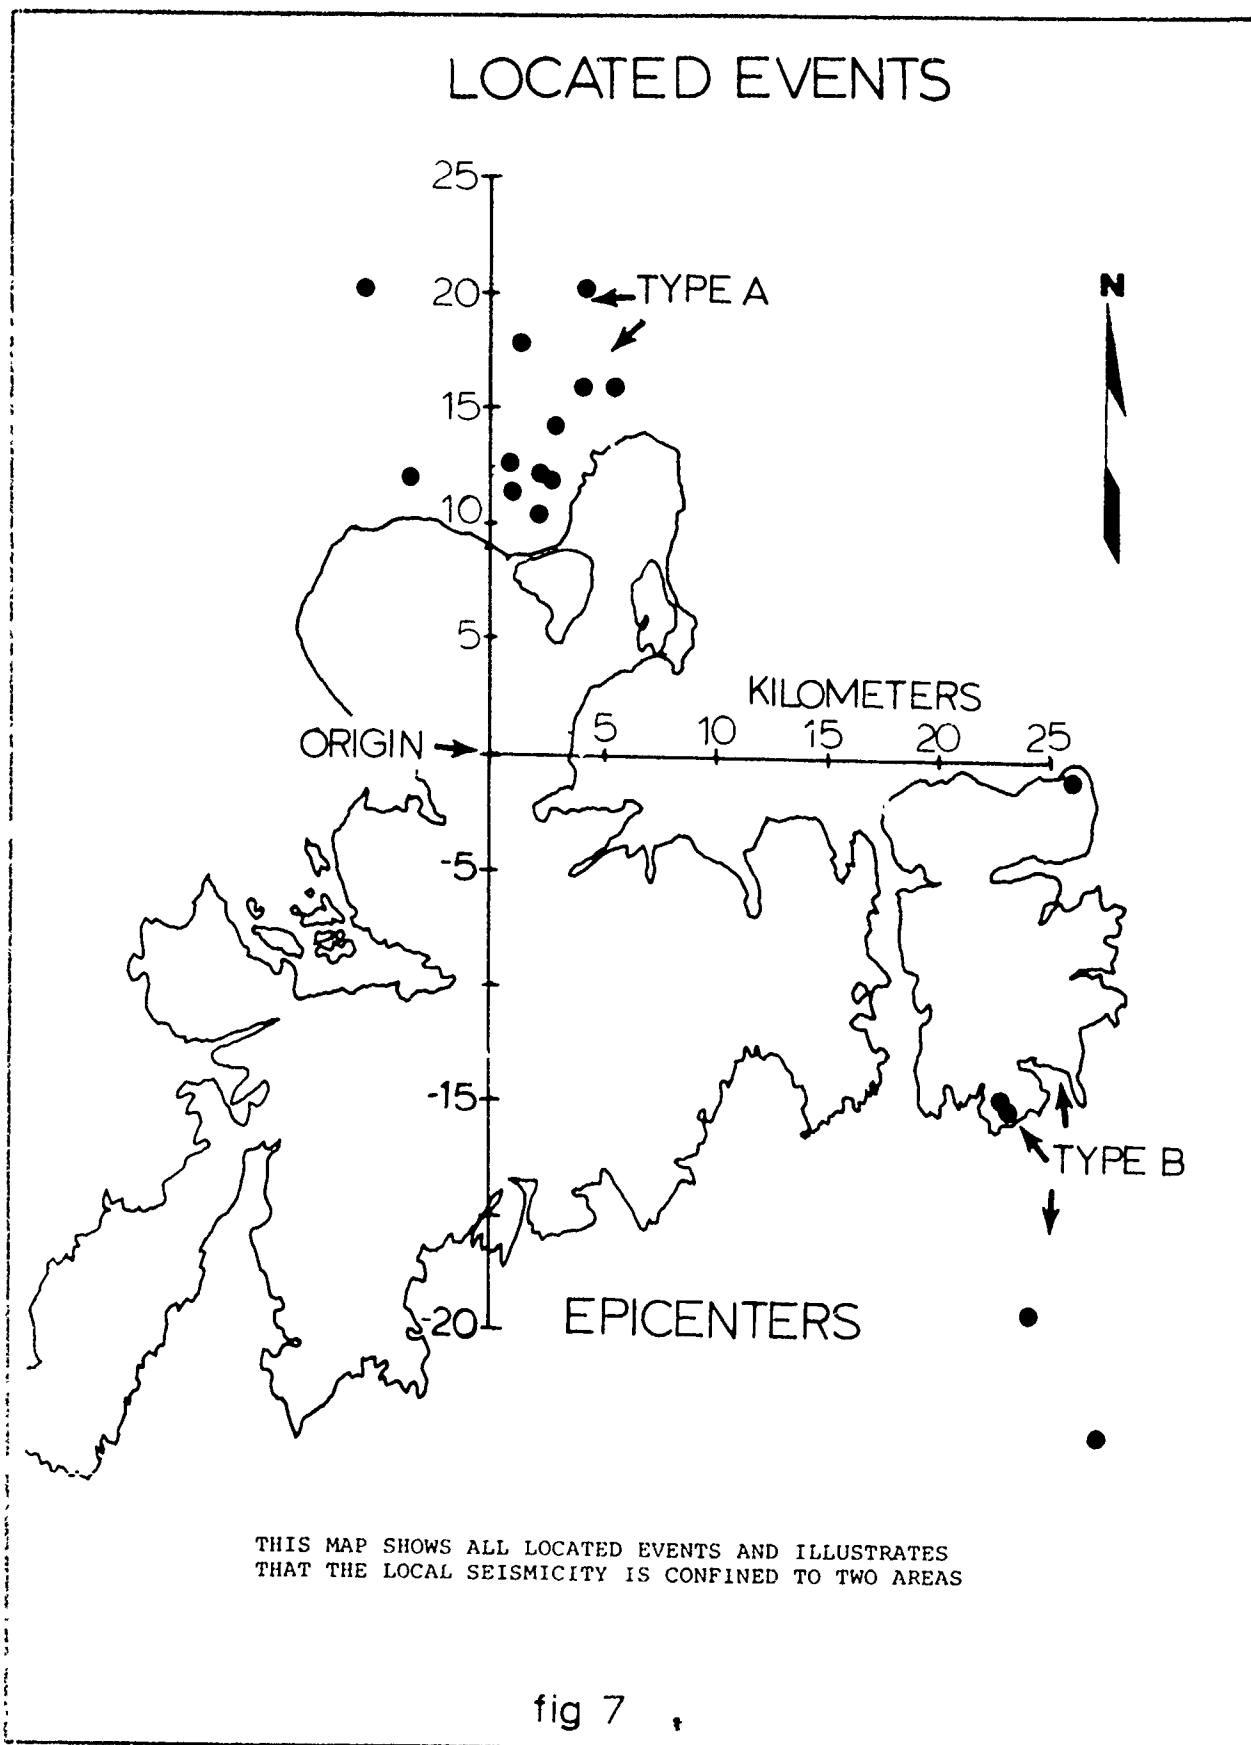 LOCATED EVENTS
25
20
TYPE A
N
15
10
5
KILOMETERS
ORIGIN
5
10
15
20
25
-5
-15
TYPE B
-20
EPICENTERS
THIS MAP SHOWS ALL LOCATED EVENTS AND ILLUSTRATES
THAT THE LOCAL SEISMICITY IS CONFINED TO TWO AREAS
fig 7